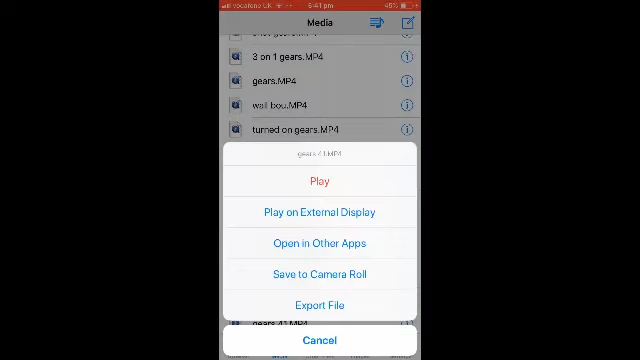 vodafone UK
6:41 pm
45%
Media
3 on 1 gears.MP4
gears.MP4
wall bou.MP4
turned on gears.MP4
gears 41.MP4
Play
Play on External Display
Open in Other Apps
Save to Camera Roll
Export File
gears 41.MP4
Cancel